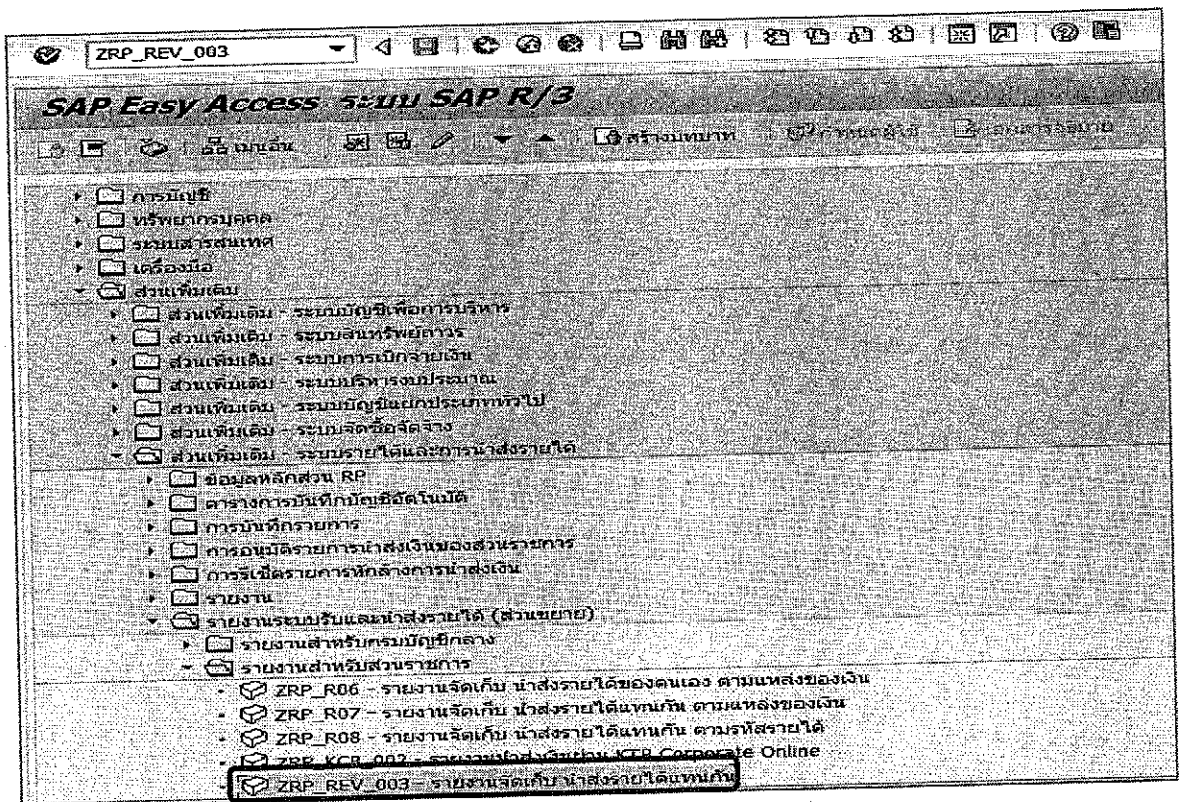 ZRP_REV_003
SAP Easy Access ระบบ SAP R/3
เมนูอื่น สร้างบทบาท กำหนดผู้ใช้
การบัญชี
ทรัพยากรบุคคล
ระบบสารสนเทศ
เครื่องมือ
ส่วนเพิ่มเติม
ส่วนเพิ่มเติม - ระบบบัญชีเพื่อการบริหาร
ส่วนเพิ่มเติม - ระบบสินทรัพย์ถาวร
ส่วนเพิ่มเติม - ระบบการเบิกจ่ายเงิน
ส่วนเพิ่มเติม - ระบบบริหารงบประมาณ
ส่วนเพิ่มเติม - ระบบบัญชีแยกประเภททั่วไป
ส่วนเพิ่มเติม - ระบบจัดซื้อจัดจ้าง
ส่วนเพิ่มเติม - ระบบรายได้และการนำส่งรายได้
ข้อมูลหลักส่วน RP
ตารางการบันทึกบัญชีอัตโนมัติ
การบันทึกรายการ
การอนุมัติรายการนำส่งเงินของส่วนราชการ
การรีเซ็ตรายการหักล้างการนำส่งเงิน
รายงาน
รายงานระบบรับและนำส่งรายได้ (ส่วนขยาย)
รายงานสำหรับกรมบัญชีกลาง
รายงานสำหรับส่วนราชการ
ZRP_R06 - รายงานจัดเก็บ นำส่งรายได้ของตนเอง ตามแหล่งของเงิน
ZRP_R07 - รายงานจัดเก็บ นำส่งรายได้แทนกัน ตามแหล่งของเงิน
ZRP_R08 - รายงานจัดเก็บ นำส่งรายได้แทนกัน ตามรหัสรายได้
ZRP_KCR_002 - รายงานนำส่งเงินผ่าน KTB Corporate Online
ZRP_REV_003 - รายงานจัดเก็บ นำส่งรายได้แทนกัน